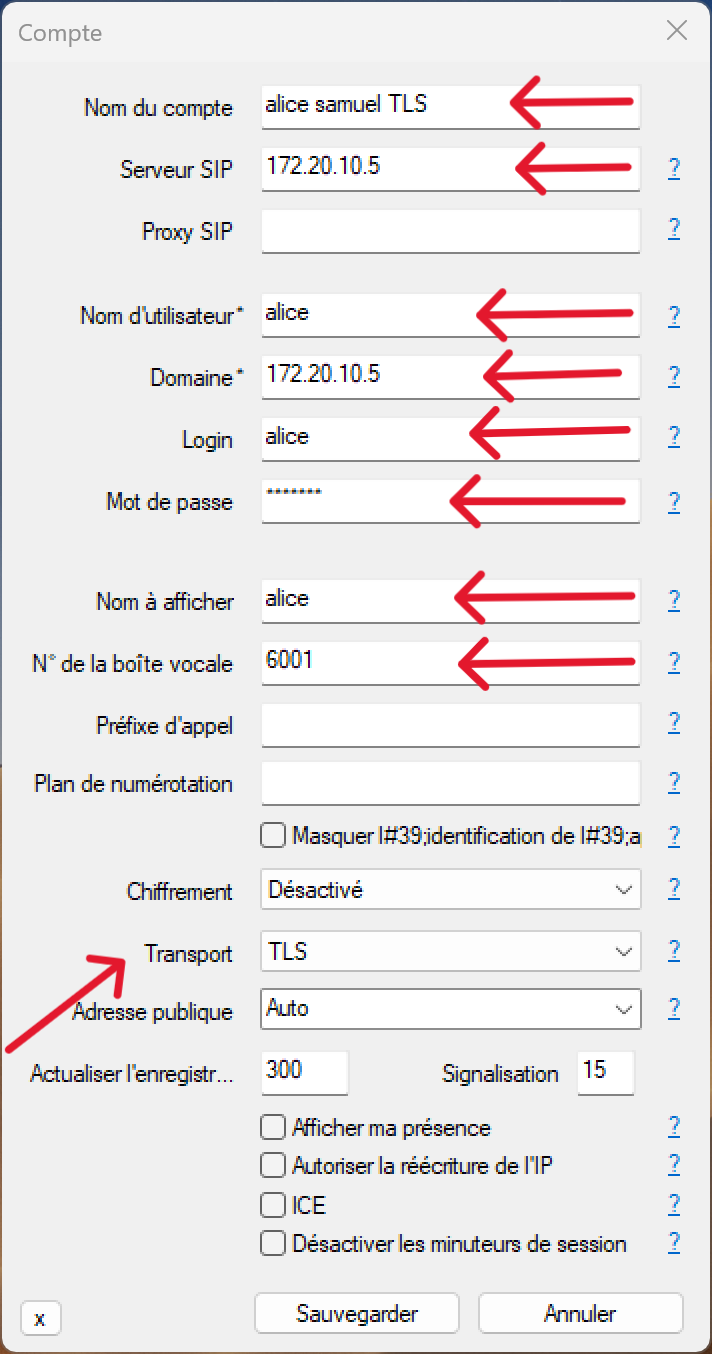 Compte
Nom du compte alice samuel TLS
Serveur SIP 172.20.10.5 ?
Proxy SIP ?
Nom d'utilisateur* alice ?
Domaine* 172.20.10.5 ?
Login alice ?
Mot de passe ******* ?
Nom à afficher alice ?
N° de la boîte vocale 6001 ?
Préfixe d'appel ?
Plan de numérotation ?
Masquer l#39;identification de l#39;a ?
Chiffrement Désactivé ?
Transport TLS ?
Adresse publique Auto ?
Actualiser l'enregistr... 300 Signalisation 15
Afficher ma présence ?
Autoriser la réécriture de l'IP ?
ICE ?
Désactiver les minuteurs de session ?
x Sauvegarder Annuler